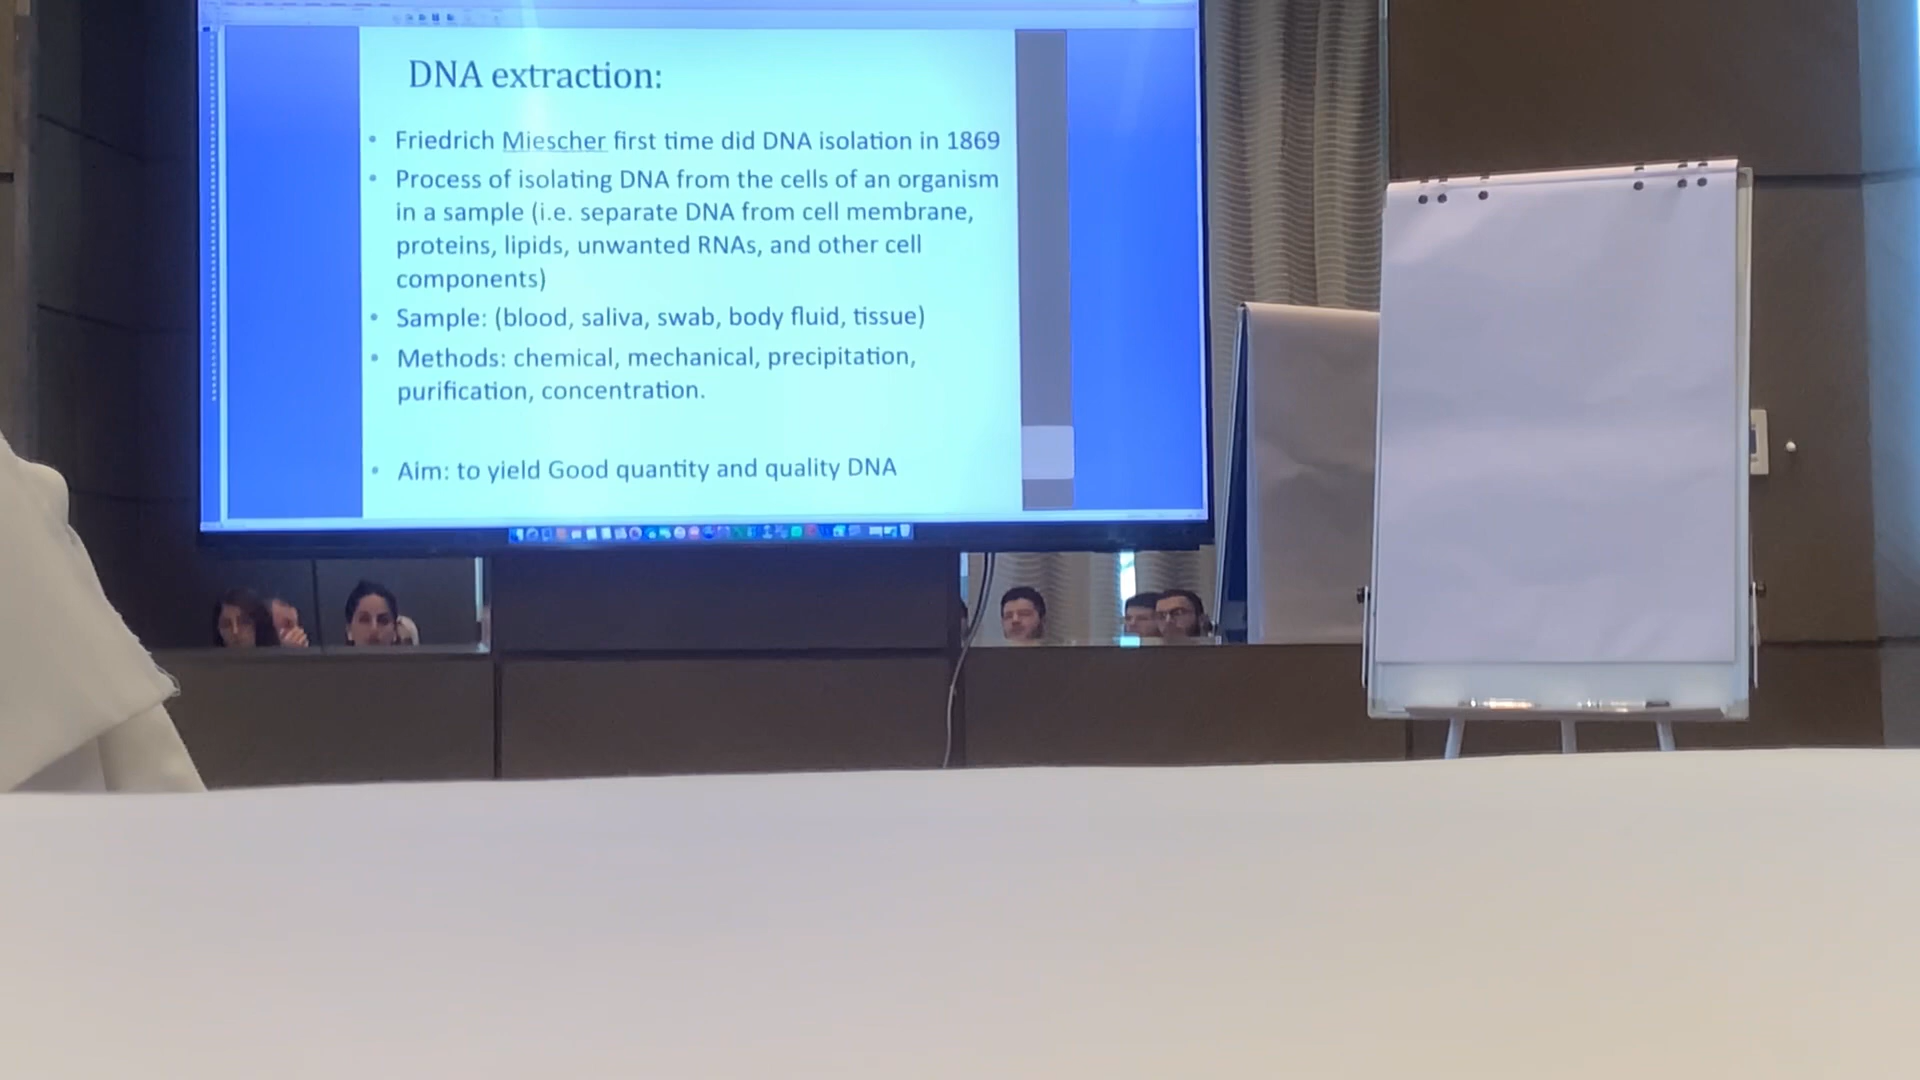 DNA extraction:
• Friedrich Miescher first time did DNA isolation in 1869
• Process of isolating DNA from the cells of an organism
in a sample (i.e. separate DNA from cell membrane,
proteins, lipids, unwanted RNAs, and other cell
components)
• Sample: (blood, saliva, swab, body fluid, tissue)
• Methods: chemical, mechanical, precipitation,
purification, concentration.
• Aim: to yield Good quantity and quality DNA